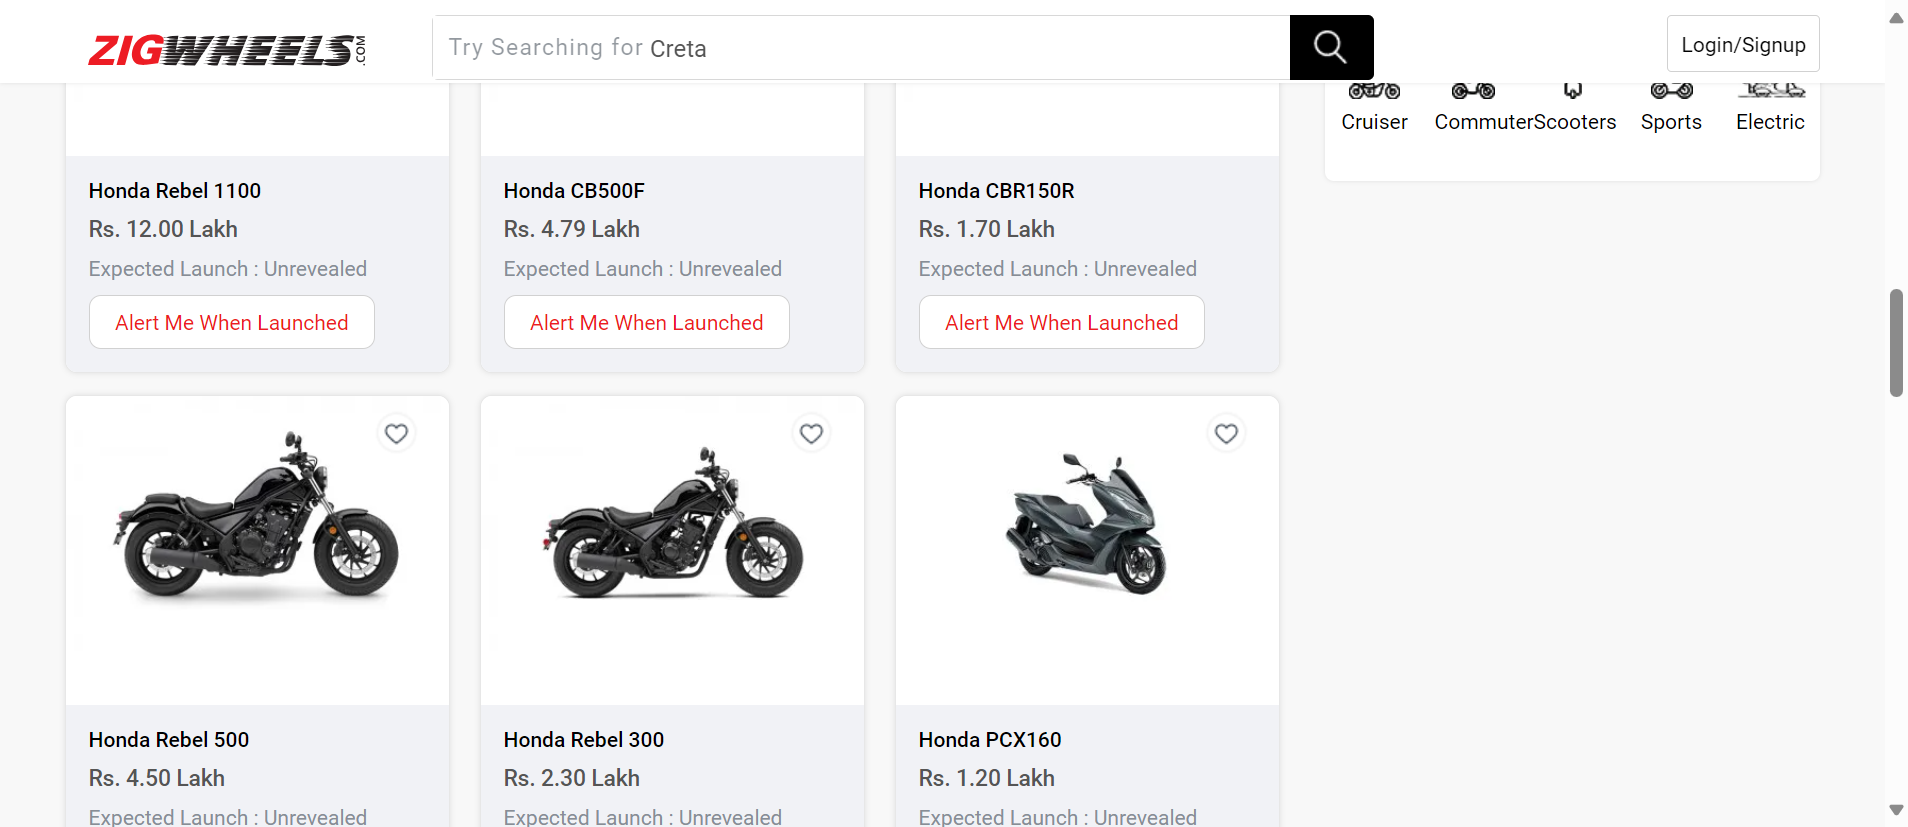 ZIGWHEELS.COM
Try Searching for Creta
Login/Signup
Cruiser Commuter Scooters Sports Electric
Honda Rebel 1100
Rs. 12.00 Lakh
Expected Launch : Unrevealed
Alert Me When Launched
Honda CB500F
Rs. 4.79 Lakh
Expected Launch : Unrevealed
Alert Me When Launched
Honda CBR150R
Rs. 1.70 Lakh
Expected Launch : Unrevealed
Alert Me When Launched
Honda Rebel 500
Rs. 4.50 Lakh
Expected Launch : Unrevealed
Honda Rebel 300
Rs. 2.30 Lakh
Expected Launch : Unrevealed
Honda PCX160
Rs. 1.20 Lakh
Expected Launch : Unrevealed